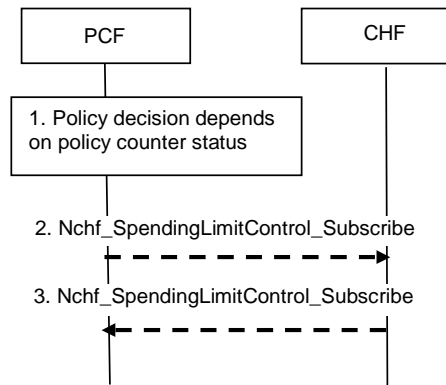 PCF
CHF
1. Policy decision depends
on policy counter status
2. Nchf_SpendingLimitControl_Subscribe
3. Nchf_SpendingLimitControl_Subscribe